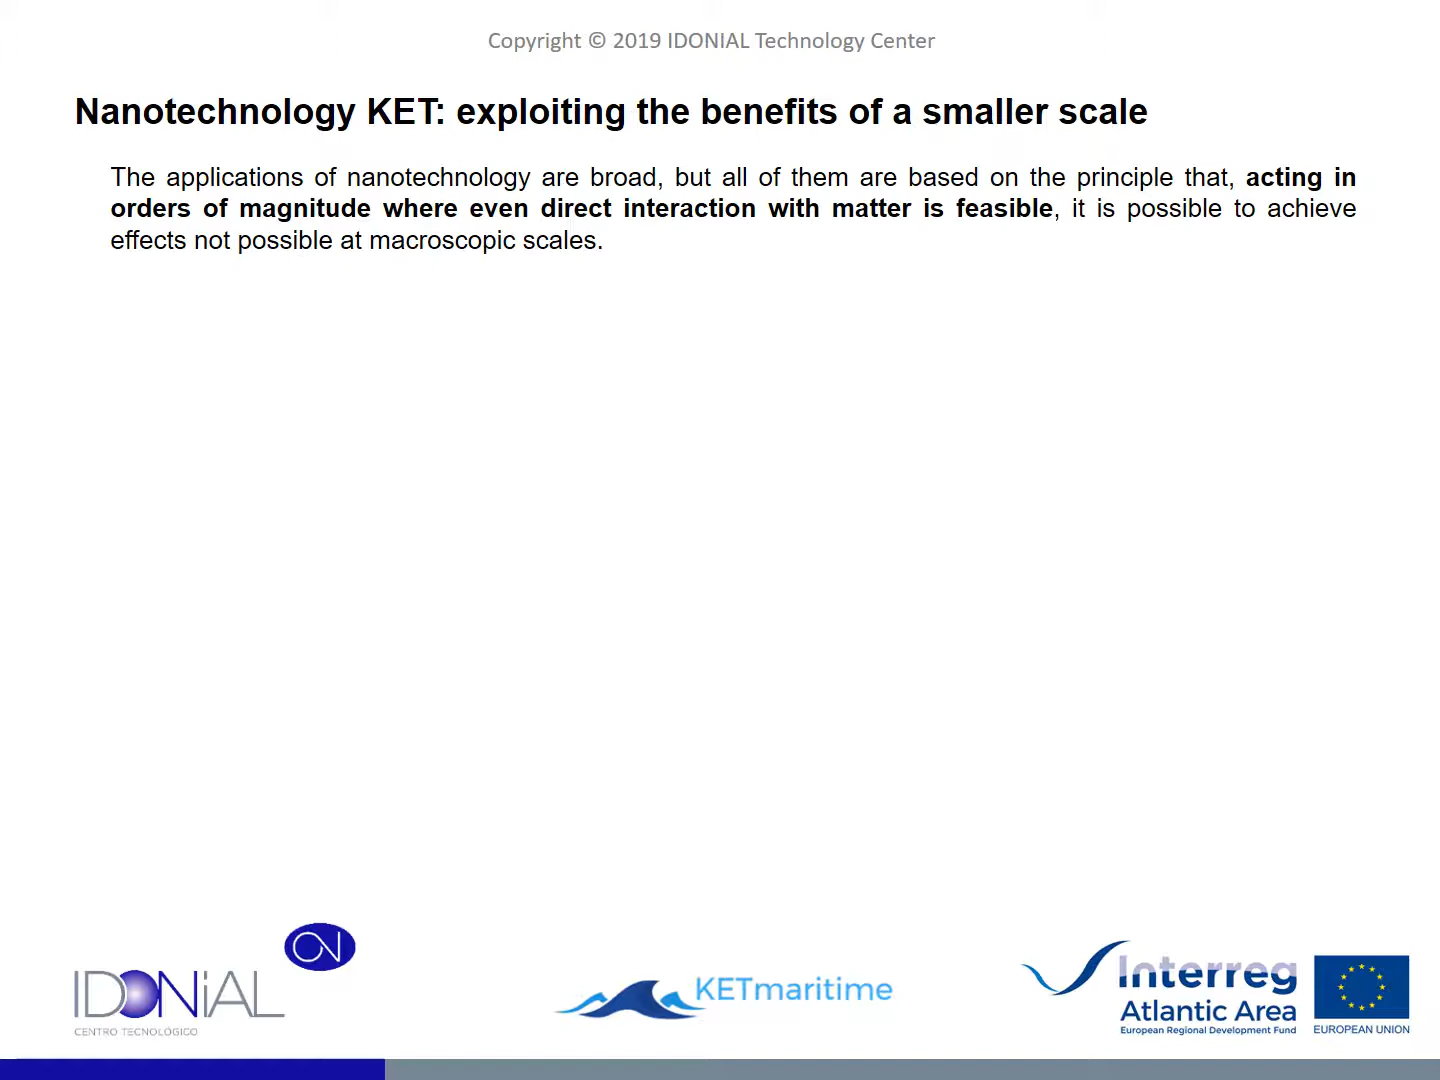 Copyright © 2019 IDONIAL Technology Center
Nanotechnology KET: exploiting the benefits of a smaller scale
The applications of nanotechnology are broad, but all of them are based on the principle that, acting in
orders of magnitude where even direct interaction with matter is feasible, it is possible to achieve
effects not possible at macroscopic scales.
IDONiAL
CENTRO TECNOLÓGICO
KETmaritime
Interreg
Atlantic Area
European Regional Development Fund
EUROPEAN UNION